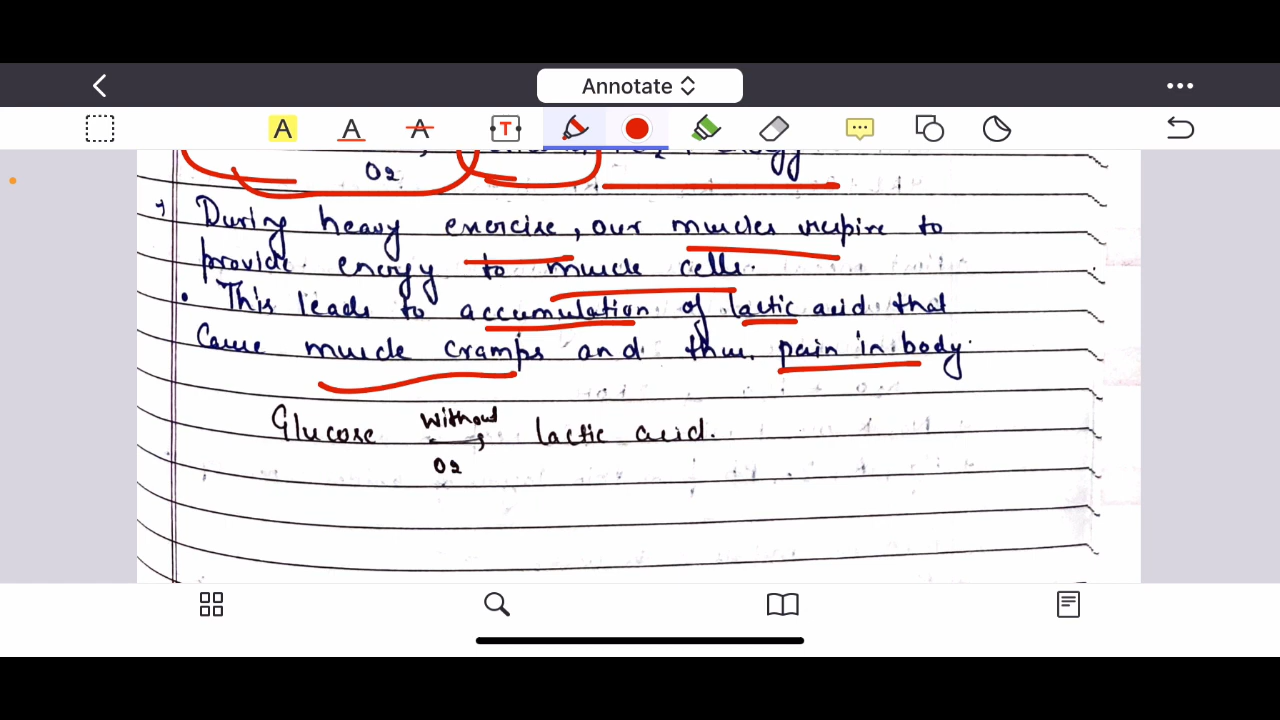 Annotate
A A A T
O2
During heavy exercise, our muscles respire to
provide energy to muscle cells.
• This leads to accumulation of lactic acid that
Cause muscle cramps and thus pain in body.
Glucose Without O2 → lactic acid.